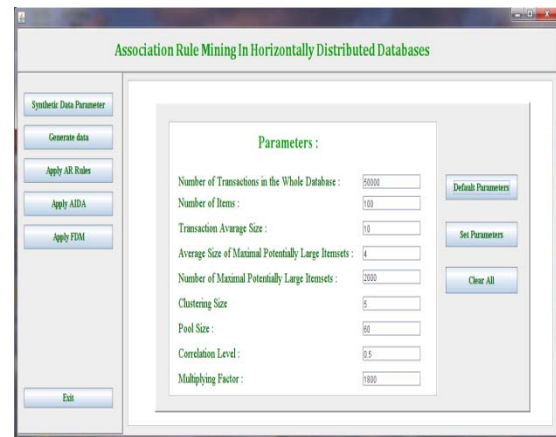 Association Rule Mining In Horizontally Distributed Databases
Synthetic Data Parameter
Generate data
Apply AR Rules
Apply AIDA
Apply FDM
Exit
Parameters :
Number of Transactions in the Whole Database : 50000
Number of Items : 100
Transaction Avarage Size : 10
Average Size of Maximal Potentially Large Itemsets : 4
Number of Maximal Potentially Large Itemsets : 2000
Clustering Size 5
Pool Size : 60
Correlation Level : 0.5
Multiplying Factor : 1800
Default Parameters
Set Parameters
Clear All